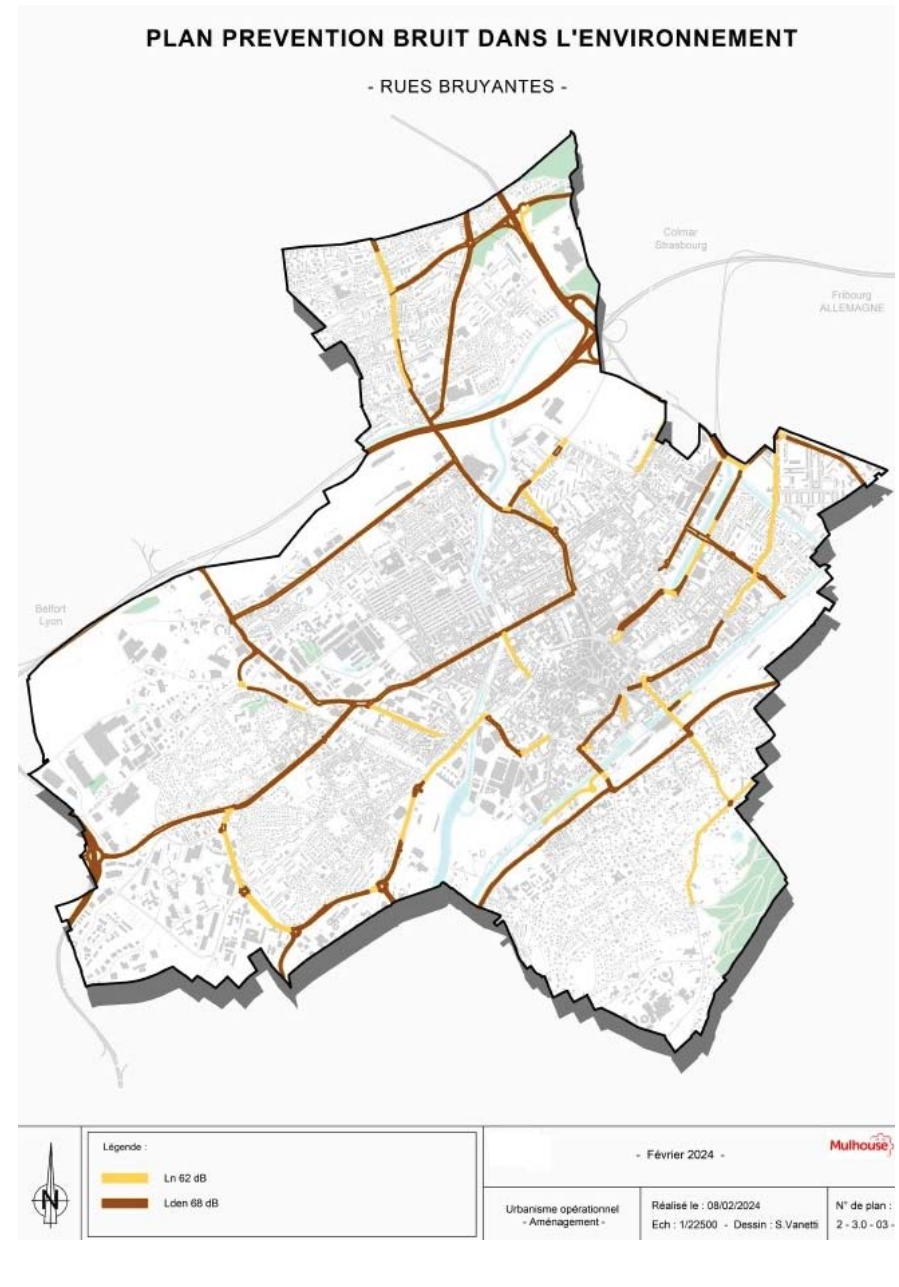 PLAN PREVENTION BRUIT DANS L'ENVIRONNEMENT
- RUES BRUYANTES -
Colmar
Strasbourg
Fribourg
ALLEMAGNE
Belfort
Lyon
Légende :
Ln 62 dB
Lden 68 dB
N
- Février 2024 -
Mulhouse
Urbanisme opérationnel
- Aménagement -
Réalisé le : 08/02/2024
Ech : 1/22500 - Dessin : S.Vanetti
N° de plan :
2 - 3.0 - 03 -